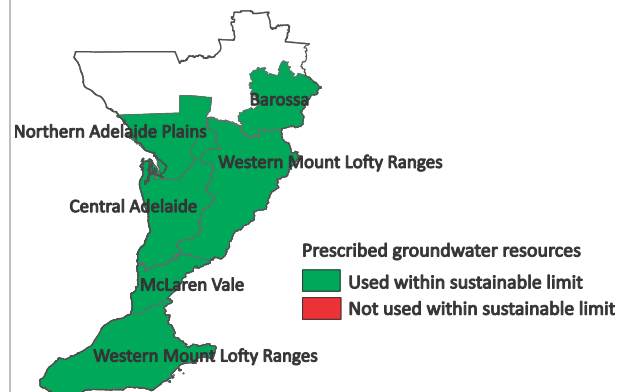 Barossa
Northern Adelaide Plains
Western Mount Lofty Ranges
Central Adelaide
Prescribed groundwater resources
Used within sustainable limit
Not used within sustainable limit
McLaren Vale
Western Mount Lofty Ranges